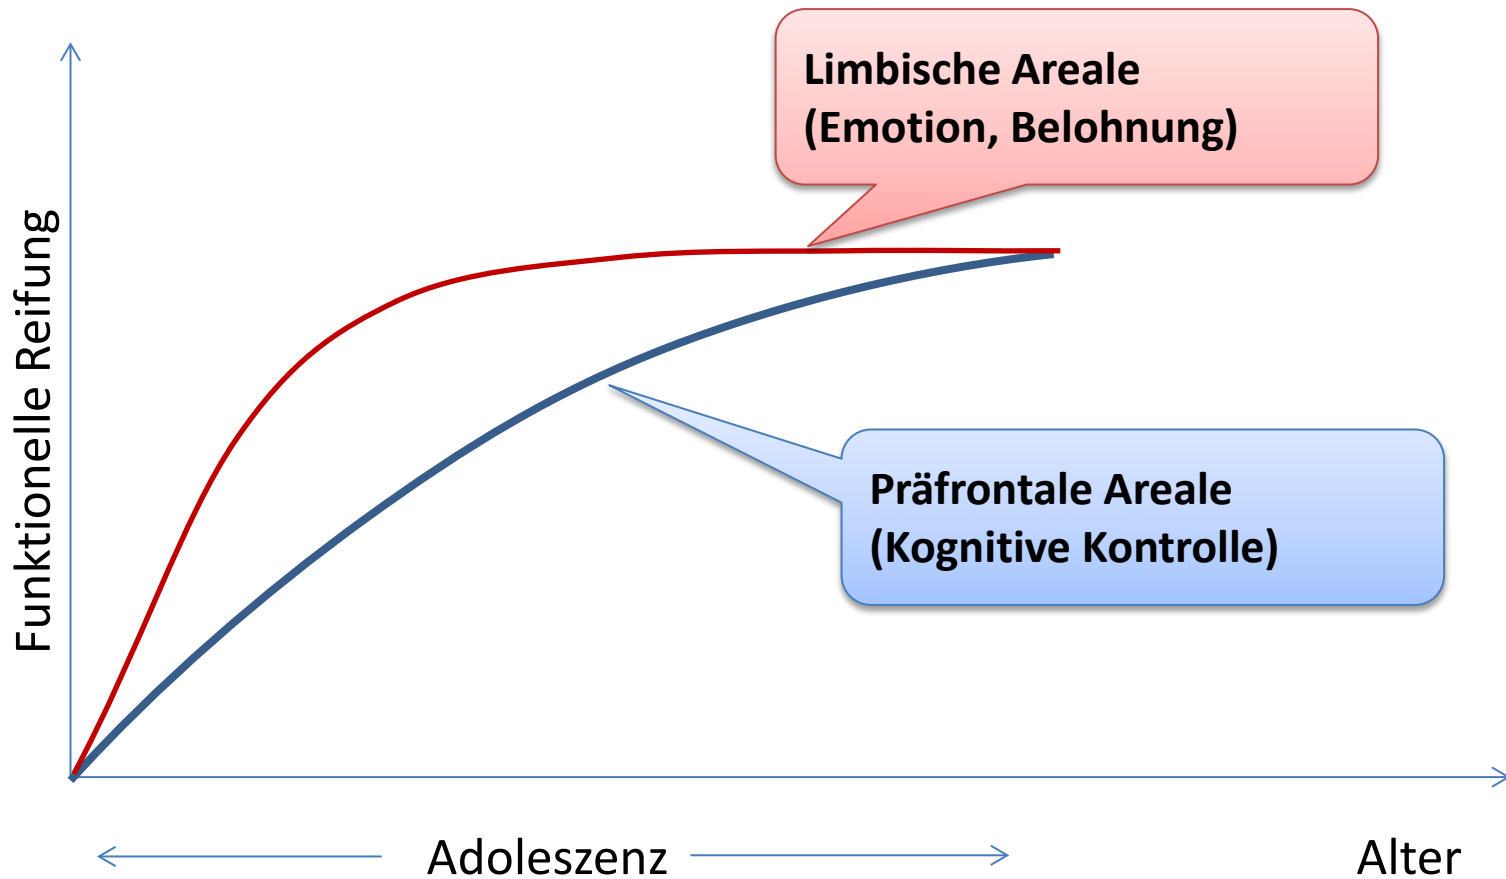 Limbische Areale
(Emotion, Belohnung)
Funktionelle Reifung
Präfrontale Areale
(Kognitive Kontrolle)
Adoleszenz
Alter